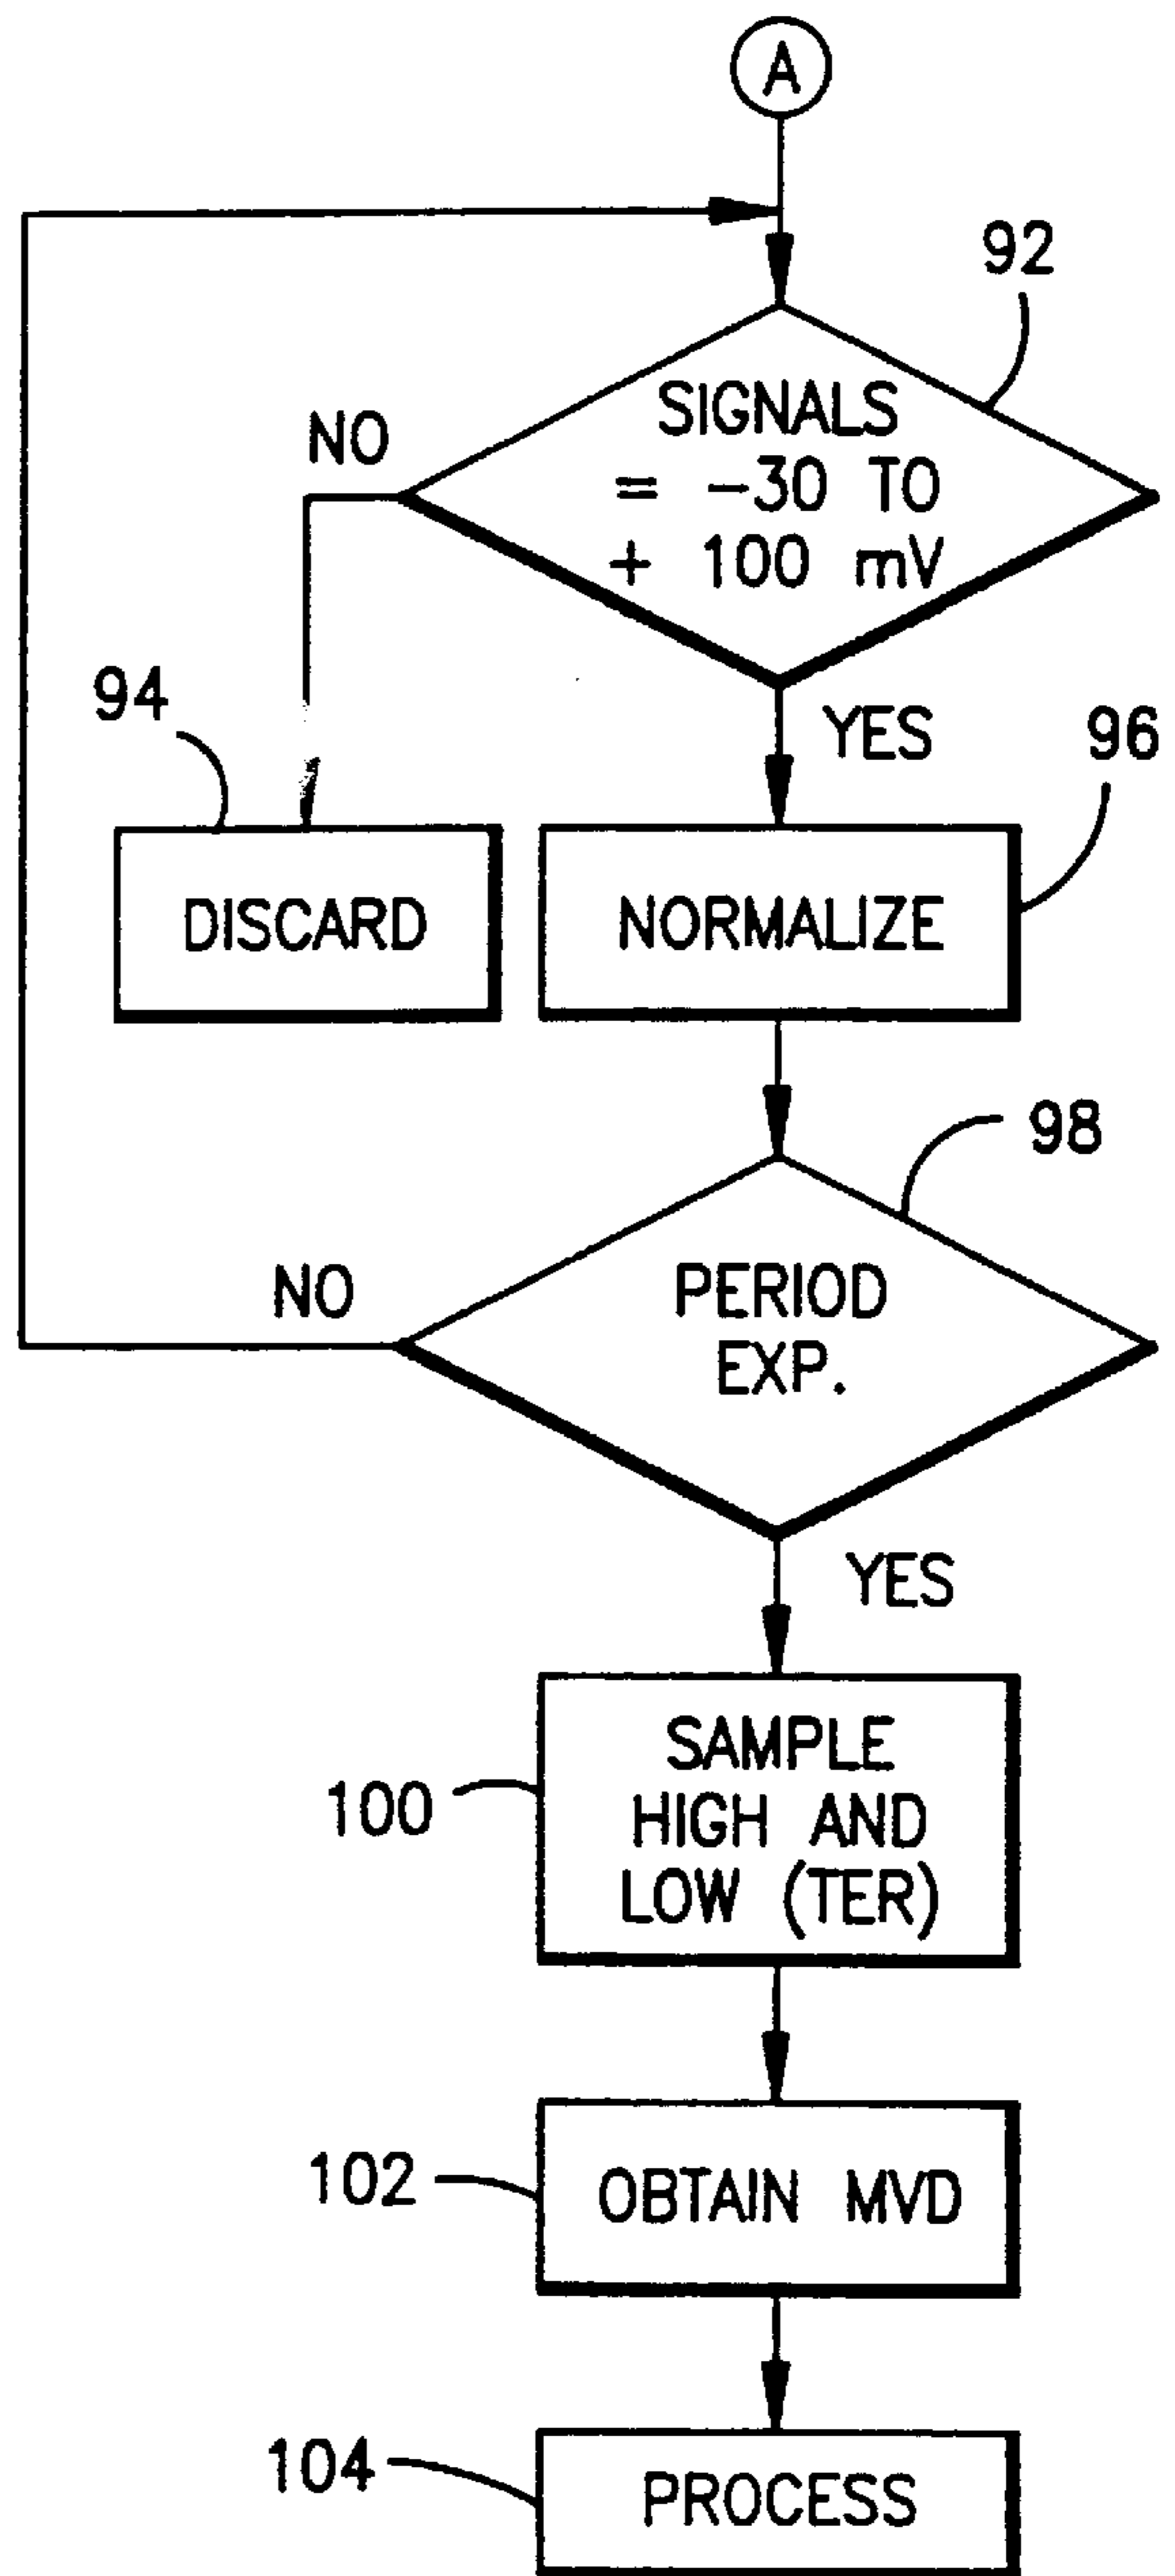 A
92
NO
SIGNALS
= -30 TO
+ 100 mV
94
YES
96
DISCARD
NORMALIZE
98
NO
PERIOD
EXP.
YES
100
SAMPLE
HIGH AND
LOW (TER)
102
OBTAIN MVD
104
PROCESS